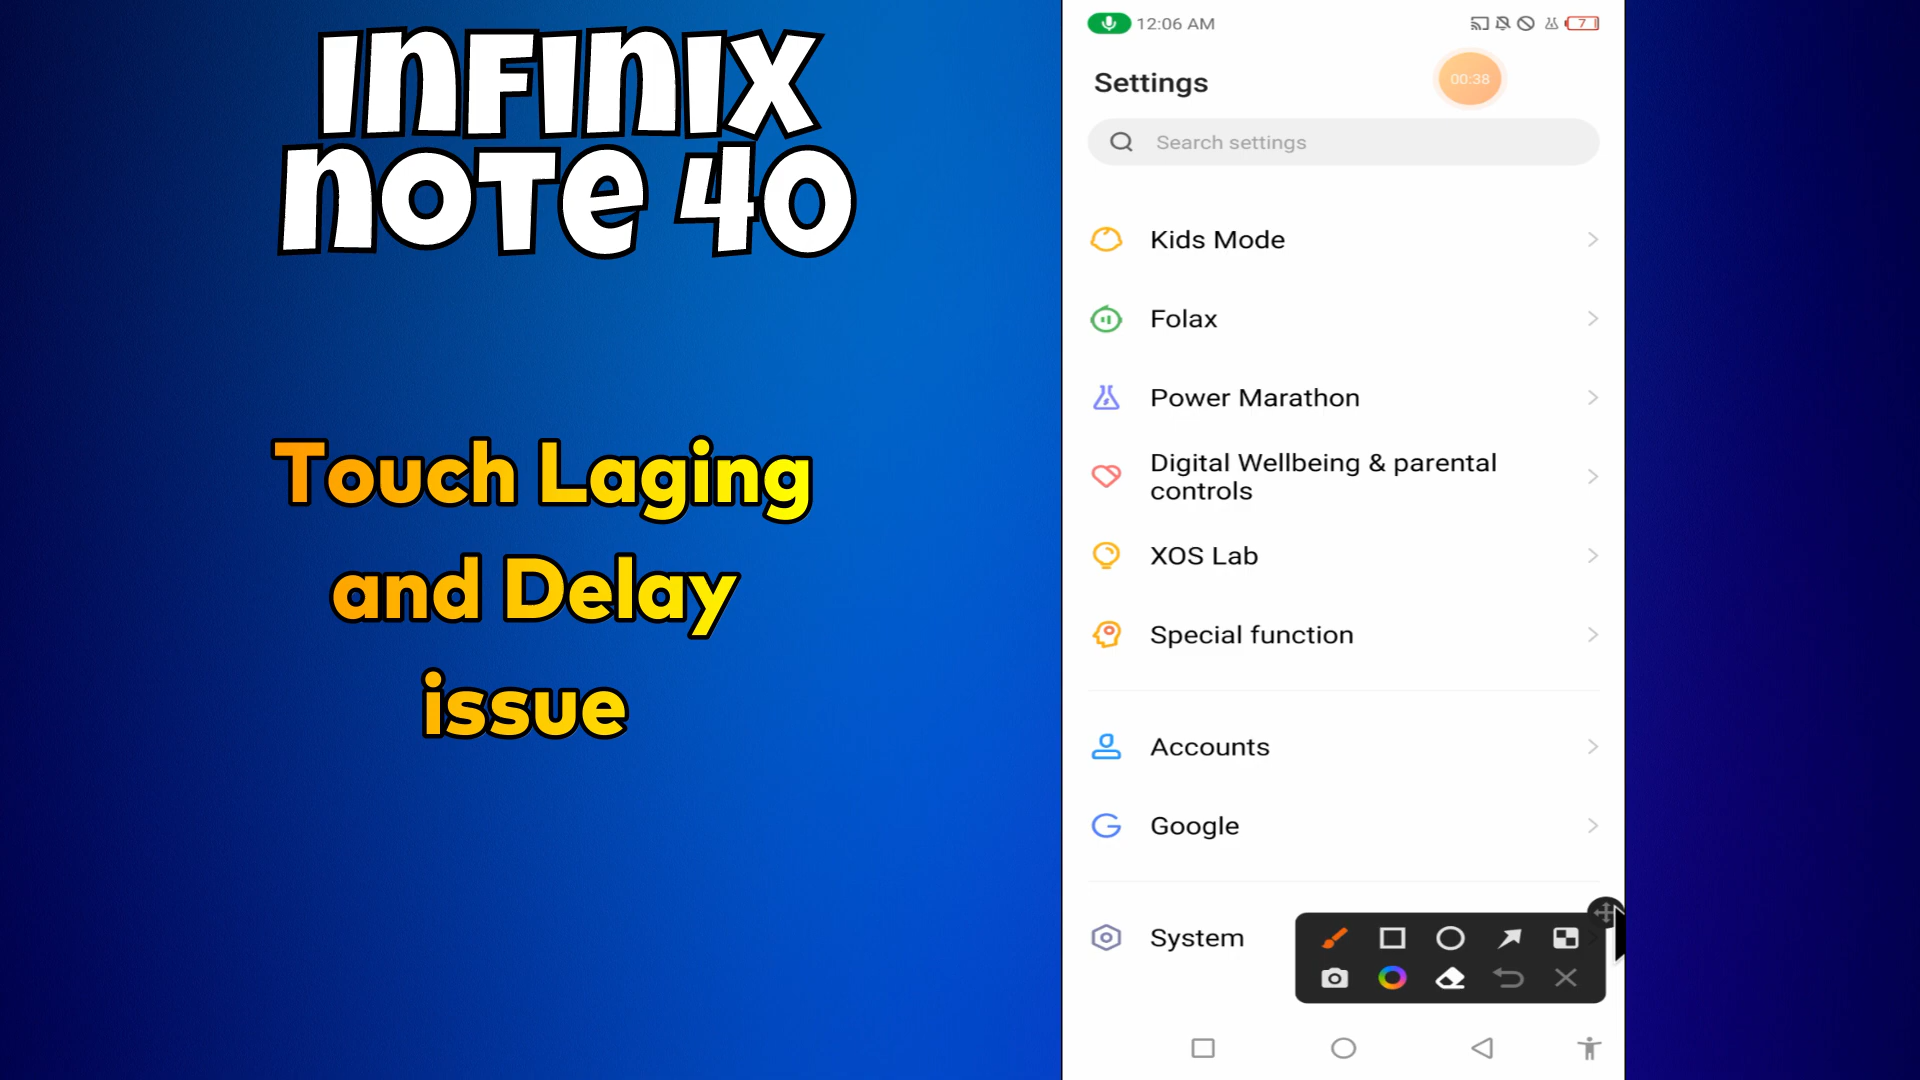 INFINIX
NOTE 40
Touch Laging
and Delay
issue
12:06 AM
7
Settings
00:38
Search settings
Kids Mode
Folax
Power Marathon
Digital Wellbeing & parental
controls
XOS Lab
Special function
Accounts
Google
System